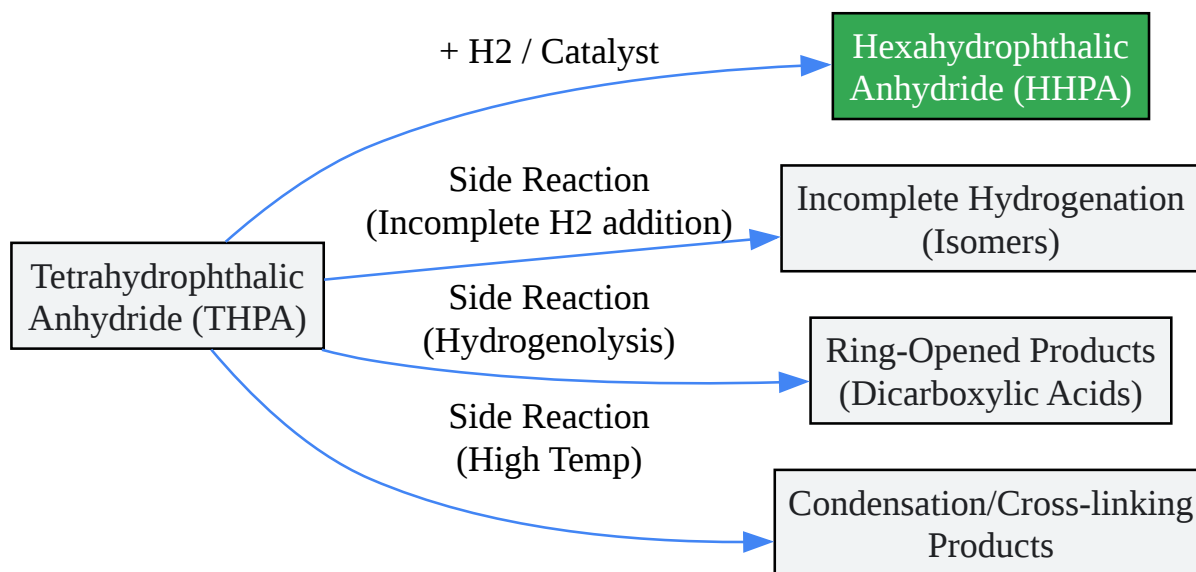 + H2 / Catalyst
Hexahydrophthalic
Anhydride (HHPA)
Side Reaction
(Incomplete H2 addition)
Incomplete Hydrogenation
(Isomers)
Tetrahydrophthalic
Anhydride (THPA)
Side Reaction
(Hydrogenolysis)
Ring-Opened Products
(Dicarboxylic Acids)
Side Reaction
(High Temp)
Condensation/Cross-linking
Products